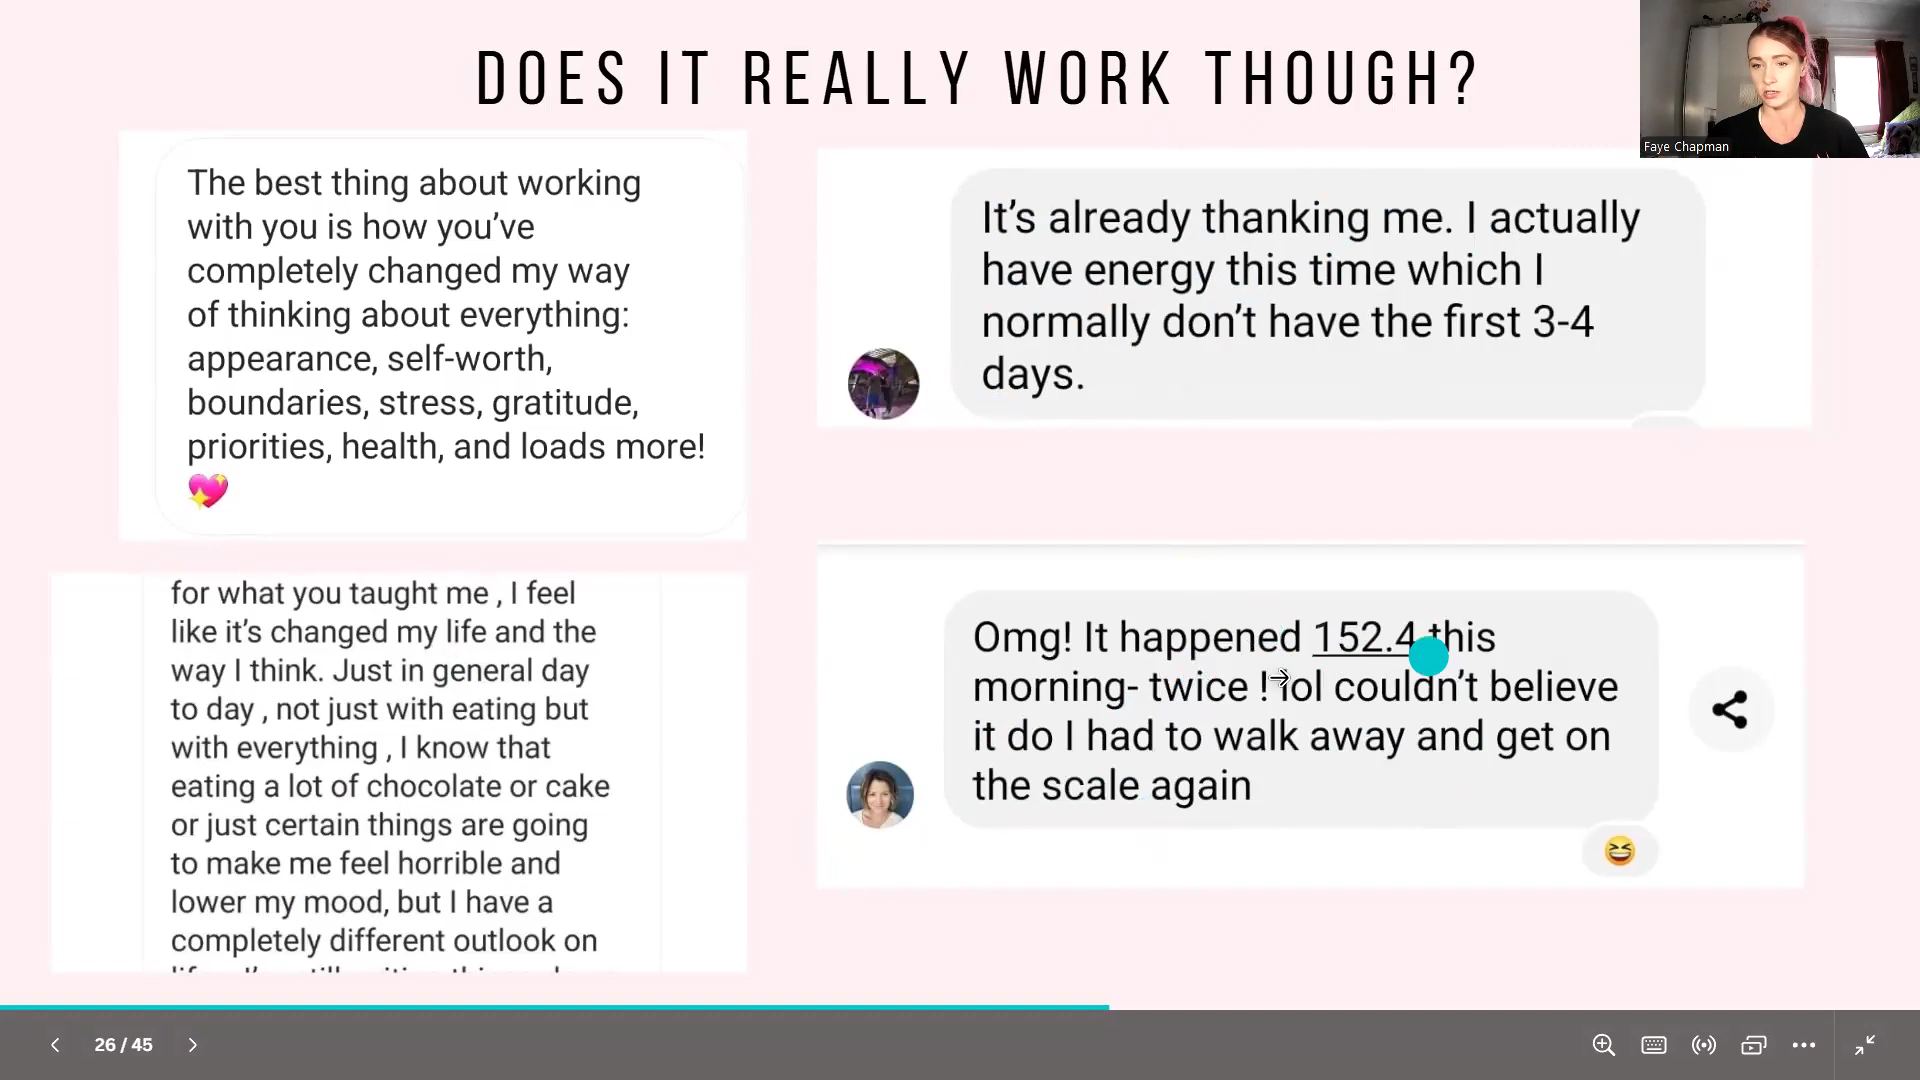 DOES IT REALLY WORK THOUGH?
Faye Chapman
The best thing about working
with you is how you’ve
completely changed my way
of thinking about everything:
appearance, self-worth,
boundaries, stress, gratitude,
priorities, health, and loads more!
💖
It’s already thanking me. I actually
have energy this time which I
normally don’t have the first 3-4
days.
for what you taught me , I feel
like it’s changed my life and the
way I think. Just in general day
to day , not just with eating but
with everything , I know that
eating a lot of chocolate or cake
or just certain things are going
to make me feel horrible and
lower my mood, but I have a
completely different outlook on
Omg! It happened 152.4 this
morning- twice ! lol couldn’t believe
it do I had to walk away and get on
the scale again
😆
26 / 45